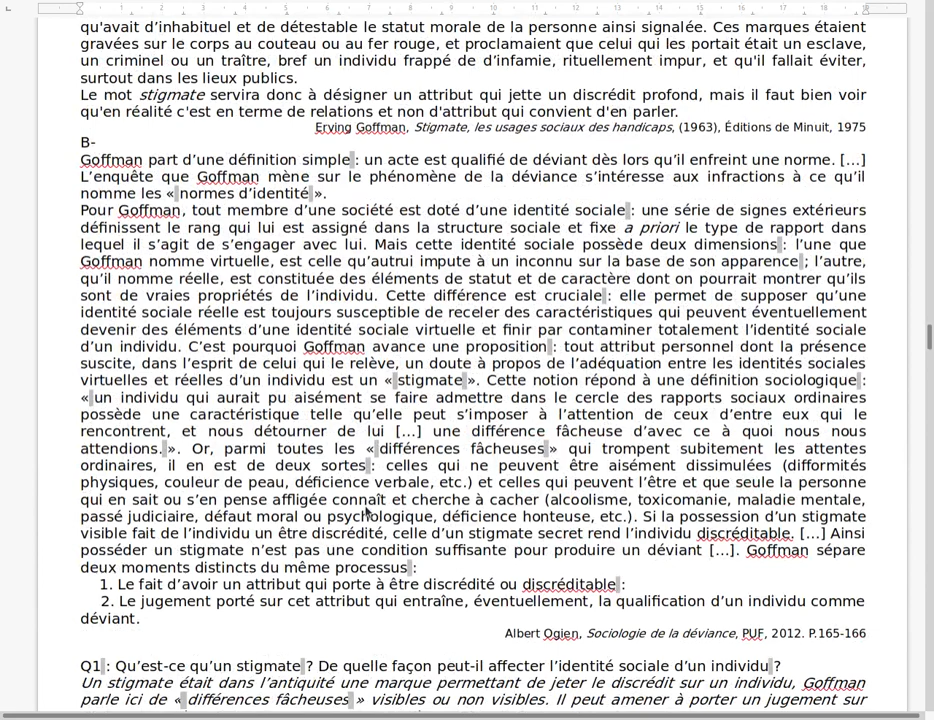 1 2 3 4 5 6 7 8 9 10 11 12 13 14 15 16 17 18 19
qu'avait d'inhabituel et de détestable le statut morale de la personne ainsi signalée. Ces marques étaient
gravées sur le corps au couteau ou au fer rouge, et proclamaient que celui qui les portait était un esclave,
un criminel ou un traître, bref un individu frappé de d’infamie, rituellement impur, et qu'il fallait éviter,
surtout dans les lieux publics.
Le mot stigmate servira donc à désigner un attribut qui jette un discrédit profond, mais il faut bien voir
qu'en réalité c'est en terme de relations et non d'attribut qui convient d'en parler.
Erving Goffman, Stigmate, les usages sociaux des handicaps, (1963), Éditions de Minuit, 1975
B-
Goffman part d’une définition simple : un acte est qualifié de déviant dès lors qu’il enfreint une norme. [...]
L’enquête que Goffman mène sur le phénomène de la déviance s’intéresse aux infractions à ce qu’il
nomme les « normes d’identité ».
Pour Goffman, tout membre d’une société est doté d’une identité sociale : une série de signes extérieurs
définissent le rang qui lui est assigné dans la structure sociale et fixe a priori le type de rapport dans
lequel il s’agit de s’engager avec lui. Mais cette identité sociale possède deux dimensions : l’une que
Goffman nomme virtuelle, est celle qu’autrui impute à un inconnu sur la base de son apparence ; l’autre,
qu’il nomme réelle, est constituée des éléments de statut et de caractère dont on pourrait montrer qu’ils
sont de vraies propriétés de l’individu. Cette différence est cruciale : elle permet de supposer qu’une
identité sociale réelle est toujours susceptible de receler des caractéristiques qui peuvent éventuellement
devenir des éléments d’une identité sociale virtuelle et finir par contaminer totalement l’identité sociale
d’un individu. C’est pourquoi Goffman avance une proposition : tout attribut personnel dont la présence
suscite, dans l’esprit de celui qui le relève, un doute à propos de l’adéquation entre les identités sociales
virtuelles et réelles d’un individu est un « stigmate ». Cette notion répond à une définition sociologique :
« un individu qui aurait pu aisément se faire admettre dans le cercle des rapports sociaux ordinaires
possède une caractéristique telle qu’elle peut s’imposer à l’attention de ceux d’entre eux qui le
rencontrent, et nous détourner de lui [...] une différence fâcheuse d’avec ce à quoi nous nous
attendions. ». Or, parmi toutes les « différences fâcheuses » qui trompent subitement les attentes
ordinaires, il en est de deux sortes : celles qui ne peuvent être aisément dissimulées (difformités
physiques, couleur de peau, déficience verbale, etc.) et celles qui peuvent l’être et que seule la personne
qui en sait ou s’en pense affligée connaît et cherche à cacher (alcoolisme, toxicomanie, maladie mentale,
passé judiciaire, défaut moral ou psychologique, déficience honteuse, etc.). Si la possession d’un stigmate
visible fait de l’individu un être discrédité, celle d’un stigmate secret rend l’individu discréditable. [...] Ainsi
posséder un stigmate n’est pas une condition suffisante pour produire un déviant [...]. Goffman sépare
deux moments distincts du même processus :
1. Le fait d’avoir un attribut qui porte à être discrédité ou discréditable :
2. Le jugement porté sur cet attribut qui entraîne, éventuellement, la qualification d’un individu comme
déviant.
Albert Ogien, Sociologie de la déviance, PUF, 2012. P.165-166
Q1 : Qu’est-ce qu’un stigmate ? De quelle façon peut-il affecter l’identité sociale d’un individu ?
Un stigmate était dans l’antiquité une marque permettant de jeter le discrédit sur un individu, Goffman
parle ici de « différences fâcheuses » visibles ou non visibles. Il peut amener à porter un jugement sur